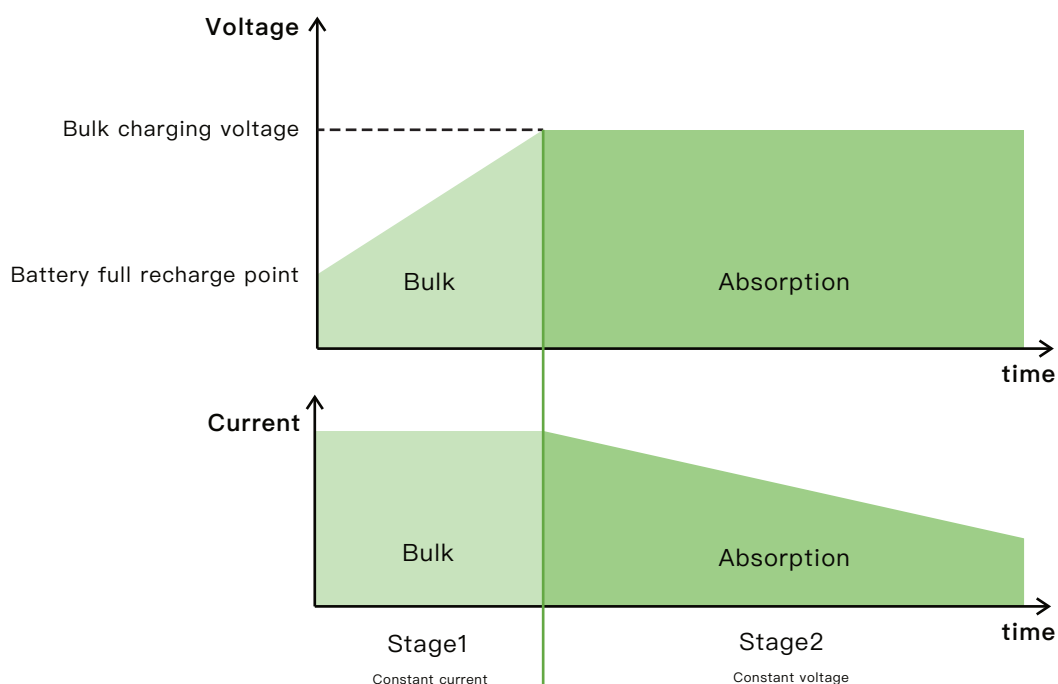 Voltage
Bulk charging voltage
Battery full recharge point
Bulk
Absorption
time
Current
Bulk
Absorption
time
Stage1
Stage2
Constant current
Constant voltage